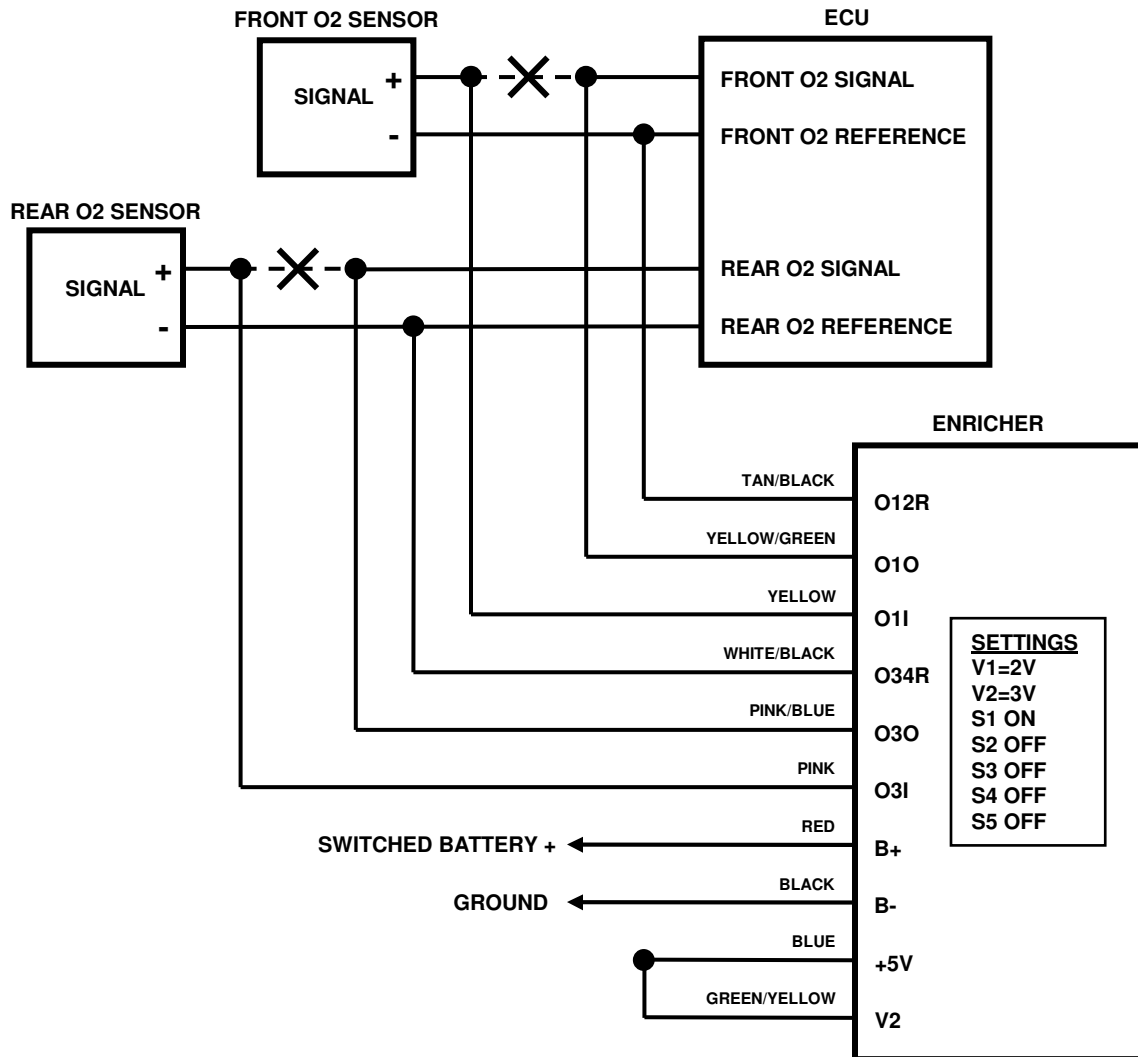 FRONT O2 SENSOR
ECU
SIGNAL
+
-
FRONT O2 SIGNAL
FRONT O2 REFERENCE
REAR O2 SENSOR
SIGNAL
+
-
REAR O2 SIGNAL
REAR O2 REFERENCE
ENRICHER
TAN/BLACK
O12R
YELLOW/GREEN
O1O
YELLOW
O1I
WHITE/BLACK
O34R
PINK/BLUE
O3O
PINK
O3I
SETTINGS
V1=2V
V2=3V
S1 ON
S2 OFF
S3 OFF
S4 OFF
S5 OFF
SWITCHED BATTERY +
RED
B+
GROUND
BLACK
B-
BLUE
+5V
GREEN/YELLOW
V2